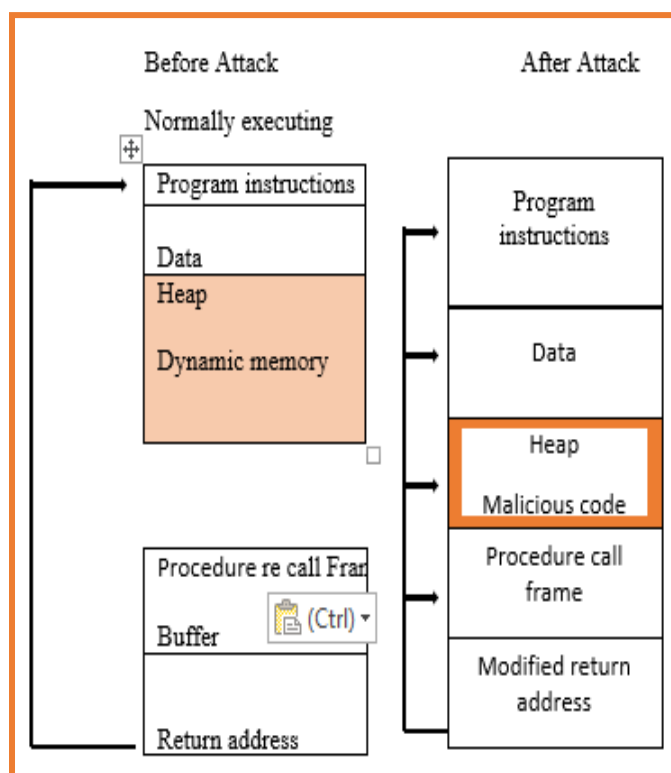 Before Attack
Normally executing
Program instructions
Data
Heap
Dynamic memory
Procedure re call Fran
Buffer
(Ctrl)
Return address
After Attack
Program
instructions
Data
Heap
Malicious code
Procedure call
frame
Modified return
address